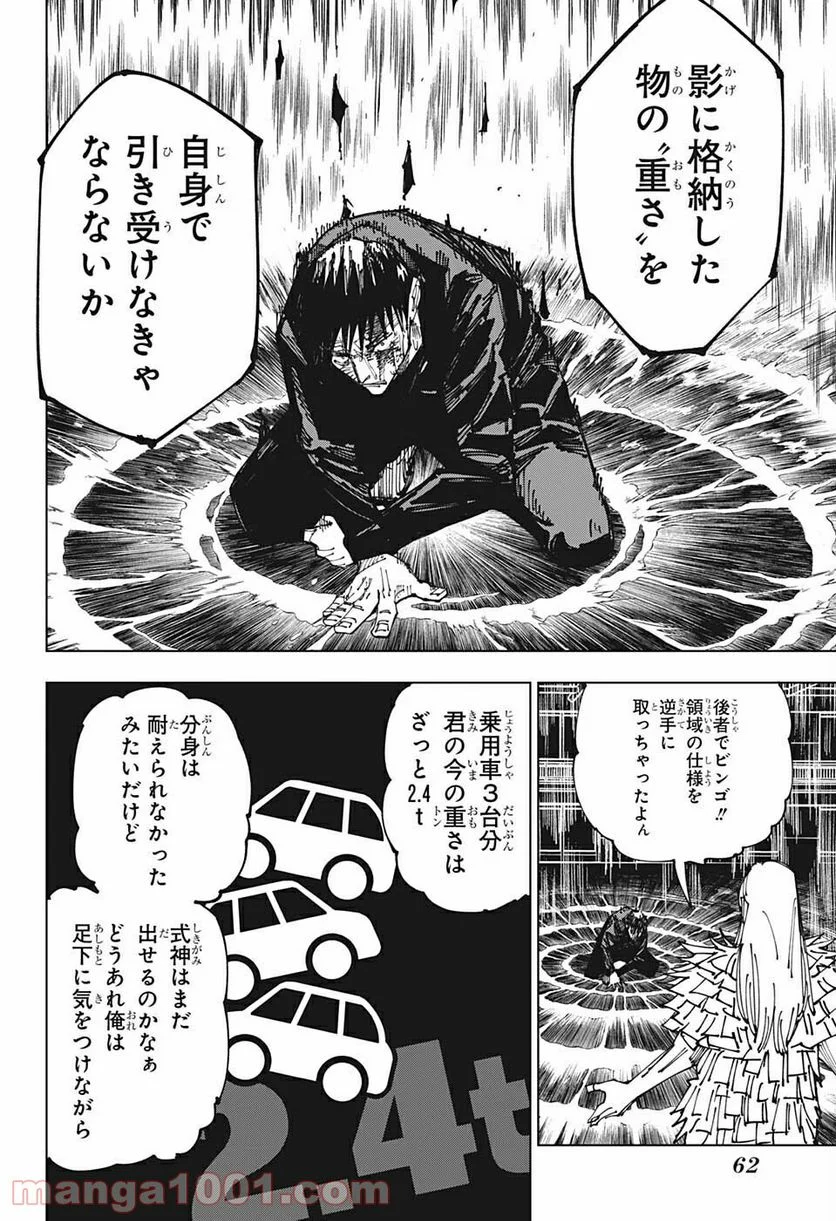 影に格納した
物の〝重さ〟を
自身で
引き受けなきゃ
ならないか
後者でビンゴ!!
領域の仕様を
逆手に
取っちゃったよん
乗用車3台分
君の今の重さは
ざっと2.4t
分身は
耐えられなかった
みたいだけど
式神はまだ
出せるのかなぁ
どうあれ俺は
足下に気をつけながら
2.4t
62
manga1001.com